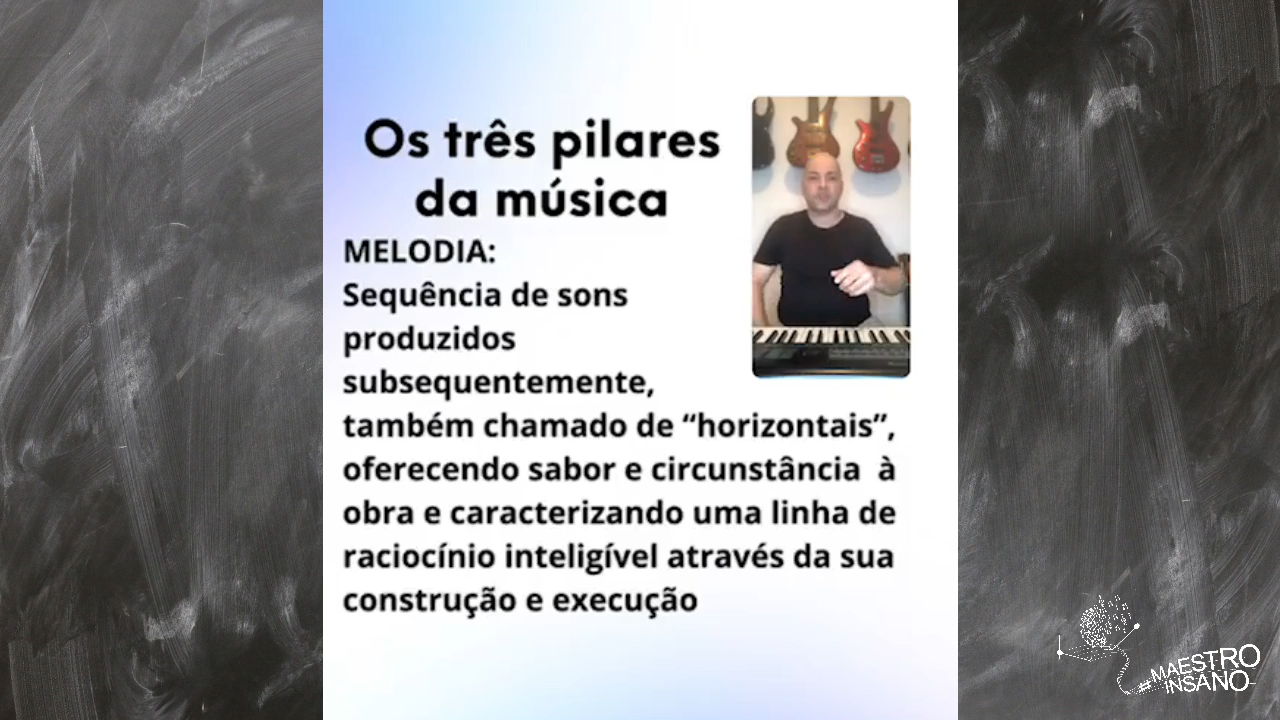 Os três pilares
da música
MELODIA:
Sequência de sons
produzidos
subsequentemente,
também chamado de “horizontais”,
oferecendo sabor e circunstância à
obra e caracterizando uma linha de
raciocínio inteligível através da sua
construção e execução
#MAESTRO
INSANO